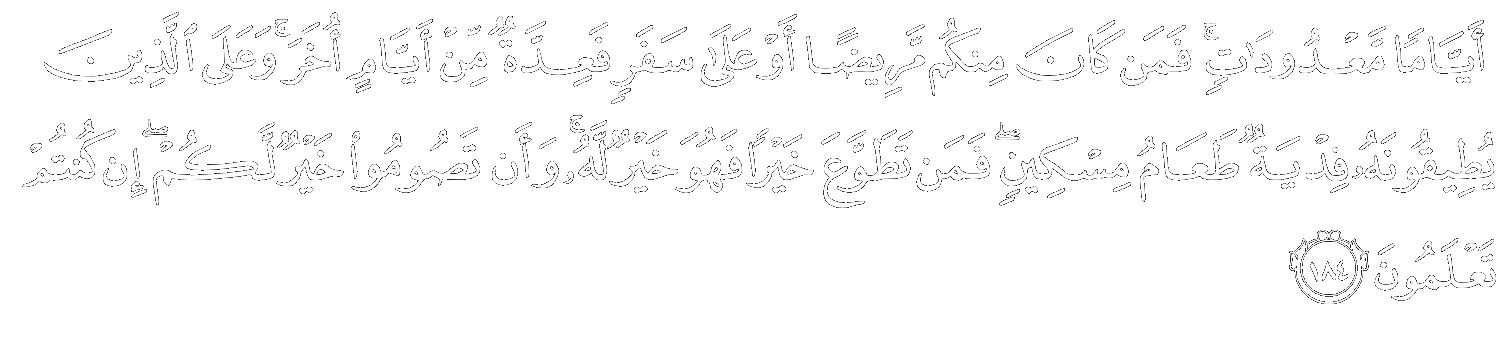 أَيَّامًا مَّعْدُودَٰتٍ ۚ فَمَن كَانَ مِنكُم مَّرِيضًا أَوْ عَلَىٰ سَفَرٍ فَعِدَّةٌ مِّنْ أَيَّامٍ أُخَرَ ۚ وَعَلَى ٱلَّذِينَ
يُطِيقُونَهُۥ فِدْيَةٌ طَعَامُ مِسْكِينٍ ۖ فَمَن تَطَوَّعَ خَيْرًا فَهُوَ خَيْرٌ لَّهُۥ ۚ وَأَن تَصُومُوا۟ خَيْرٌ لَّكُمْ ۖ إِن كُنتُمْ
تَعْلَمُونَ ١٨٤